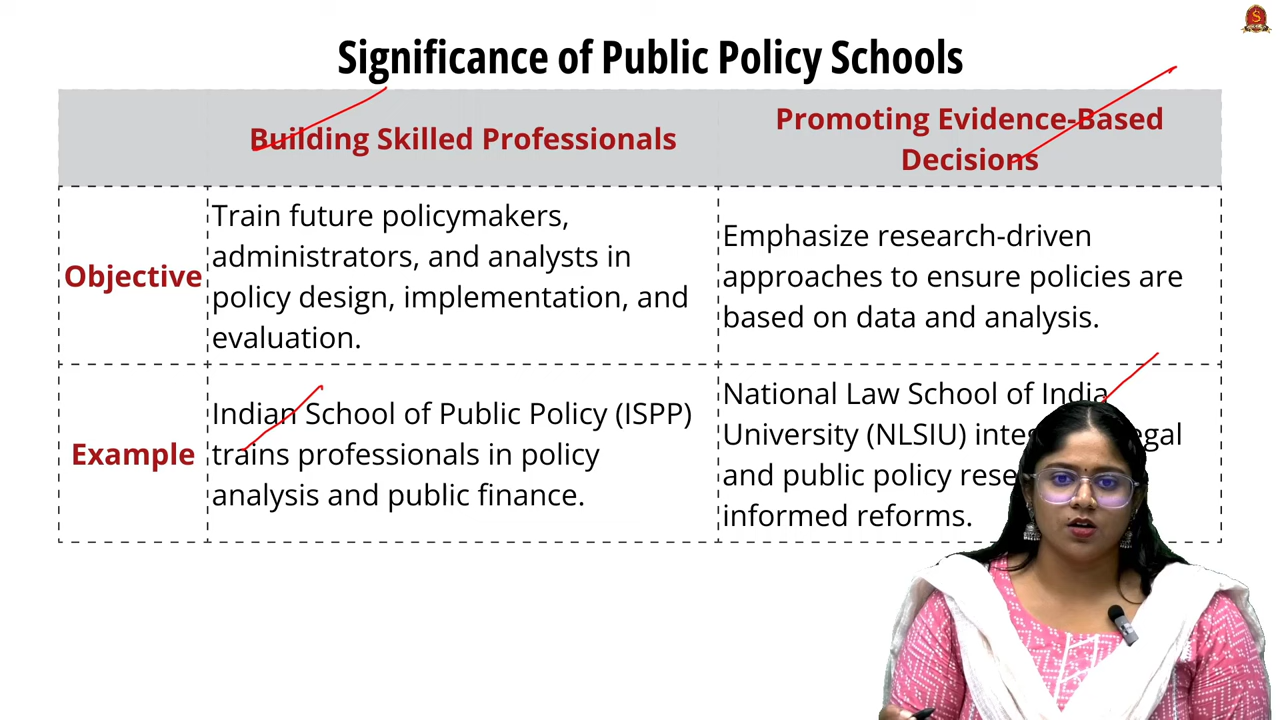 Significance of Public Policy Schools
Building Skilled Professionals
Promoting Evidence-Based
Decisions
Objective
Train future policymakers,
administrators, and analysts in
policy design, implementation, and
evaluation.
Emphasize research-driven
approaches to ensure policies are
based on data and analysis.
Example
Indian School of Public Policy (ISPP)
trains professionals in policy
analysis and public finance.
National Law School of India
University (NLSIU)
and public policy
informed reforms.